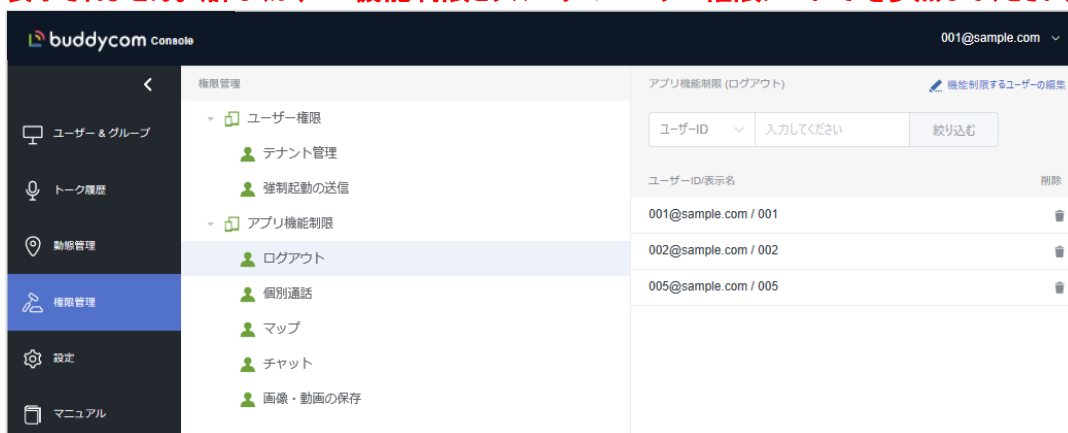 buddycom Console
001@sample.com
ユーザー & グループ
トーク履歴
動態管理
権限管理
設定
マニュアル
権限管理
ユーザー権限
テナント管理
強制起動の送信
アプリ機能制限
ログアウト
個別通話
マップ
チャット
画像・動画の保存
アプリ機能制限 (ログアウト)
機能制限するユーザーの編集
ユーザーID
入力してください
絞り込む
ユーザーID/表示名
削除
001@sample.com / 001
002@sample.com / 002
005@sample.com / 005